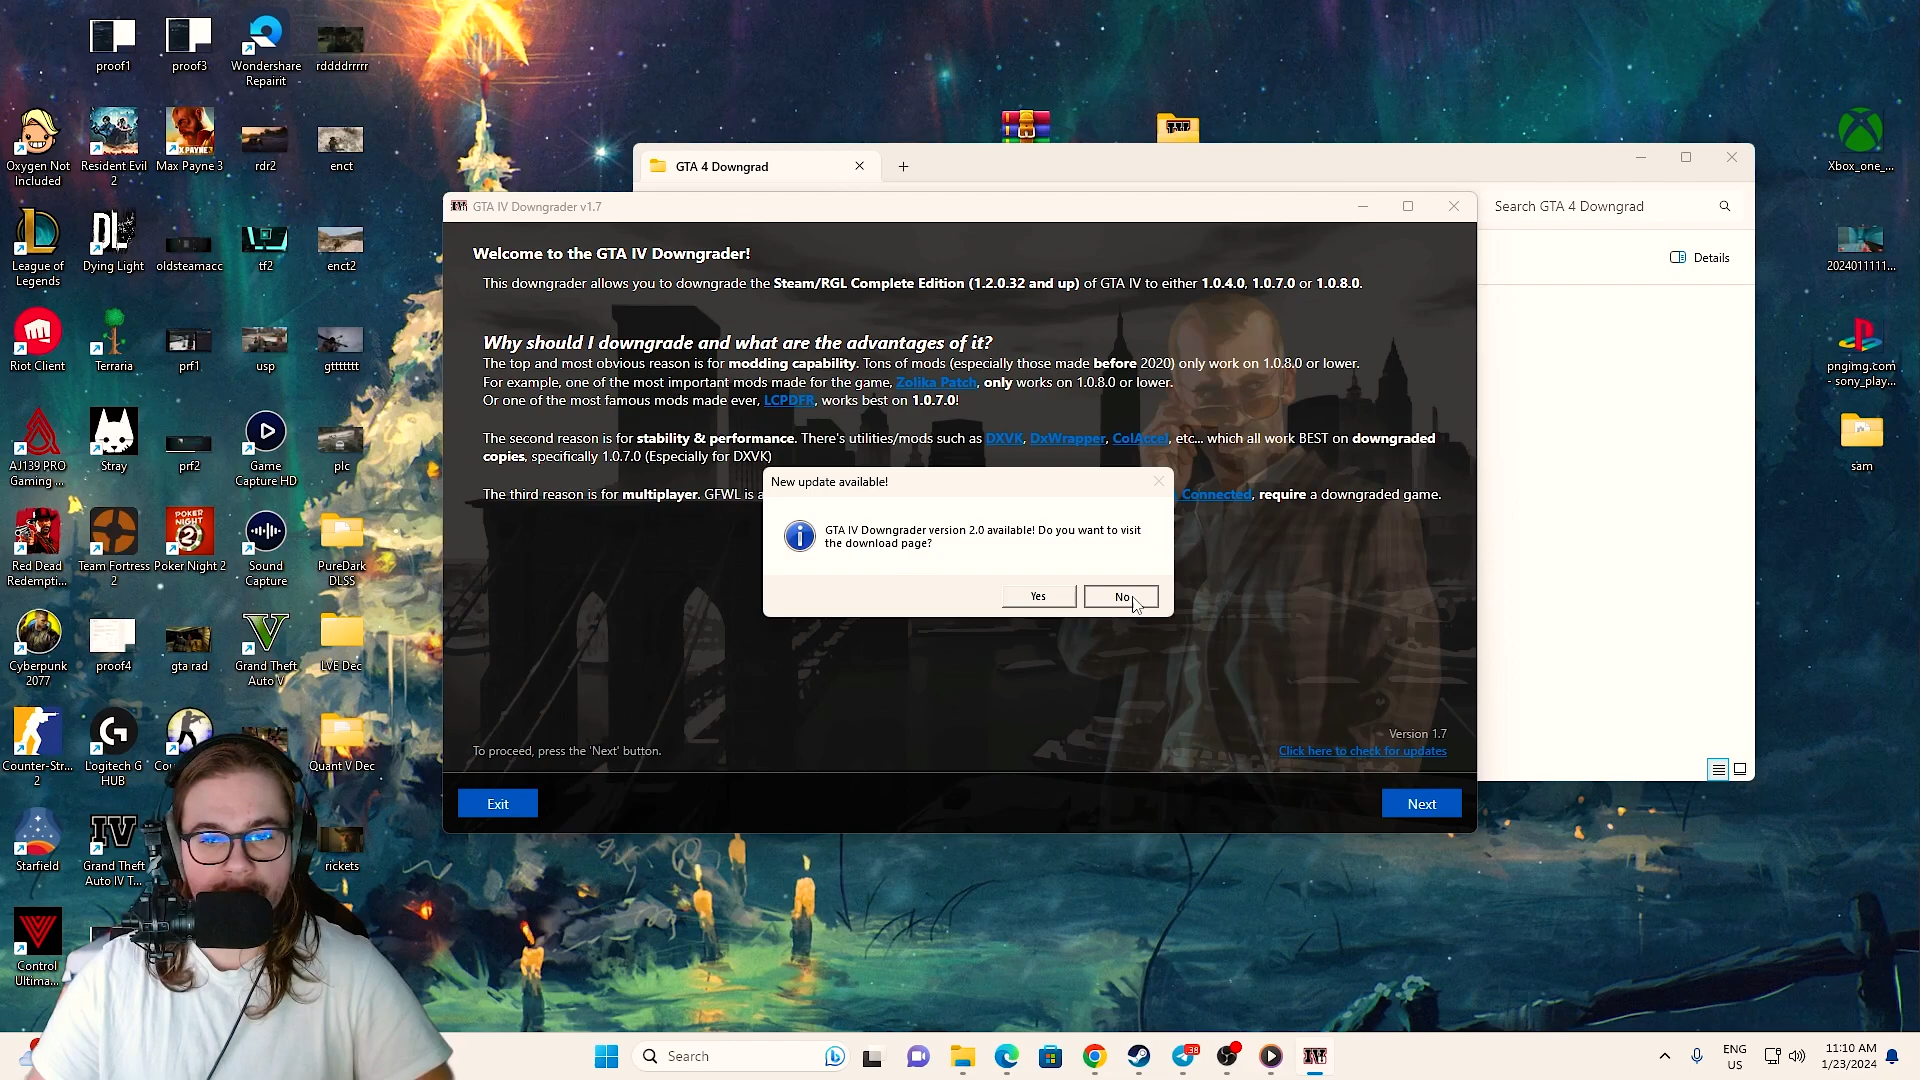 proof1
proof3
Wondershare
Repairit
rddddrrrrr
Oxygen Not
Included
Resident Evil
2
Max Payne 3
rdr2
enct
League of
Legends
Dying Light
oldsteamacc
tf2
enct2
Riot Client
Terraria
prf1
usp
AJ139 PRO
Gaming ...
Stray
prf2
Game
Capture HD
plc
Red Dead
Redempti...
Team Fortress
2
Poker Night 2
Sound
Capture
PureDark
DLSS
Cyberpunk
2077
proof4
gta rad
Grand Theft
Auto V
LVE Dec
Counter-Str...
2
Logitech G
HUB
Quant V Dec
Starfield
Grand Theft
Auto IV T...
rickets
Control
Ultima...
GTA 4 Downgrad
Search GTA 4 Downgrad
Details
GTA IV Downgrader v1.7
Welcome to the GTA IV Downgrader!
This downgrader allows you to downgrade the Steam/RGL Complete Edition (1.2.0.32 and up) of GTA IV to either 1.0.4.0, 1.0.7.0 or 1.0.8.0.
Why should I downgrade and what are the advantages of it?
The top and most obvious reason is for modding capability. Tons of mods (especially those made before 2020) only work on 1.0.8.0 or lower.
For example, one of the most important mods made for the game, Zolika Patch, only works on 1.0.8.0 or lower.
Or one of the most famous mods made ever, LCPDFR, works best on 1.0.7.0!
The second reason is for stability & performance. There's utilities/mods such as DXVK, DxWrapper, ColAccel, etc... which all work BEST on downgraded
copies, specifically 1.0.7.0 (Especially for DXVK)
The third reason is for multiplayer. GFWL is a
Connected, require a downgraded game.
New update available!
GTA IV Downgrader version 2.0 available! Do you want to visit
the download page?
Yes
No
To proceed, press the 'Next' button.
Version 1.7
Click here to check for updates
Exit
Next
Xbox_one_...
2024011111...
pngimg.com
- sony_play...
sam
Search
38
ENG
US
11:10 AM
1/23/2024